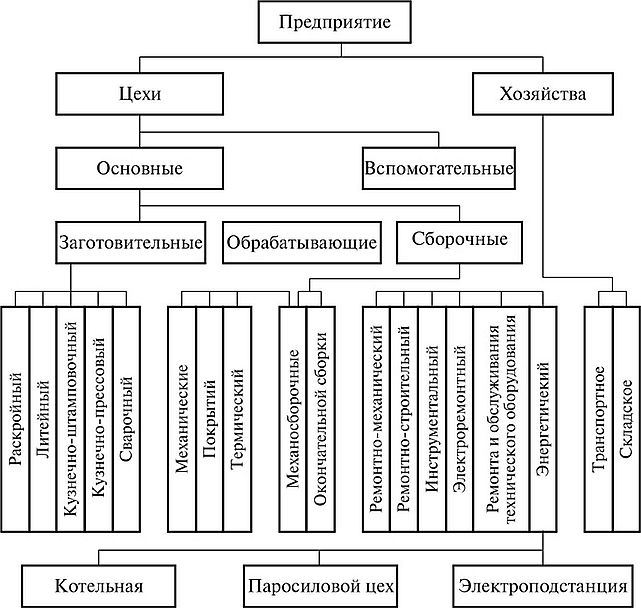 Предприятие
Цехи
Хозяйства
Основные
Вспомогательные
Заготовительные
Обрабатывающие
Сборочные
Раскройный
Литейный
Кузнечно-штамповочный
Кузнечно-прессовый
Сварочный
Механические
Покрытий
Термический
Механосборочные
Окончательной сборки
Ремонтно-механический
Ремонтно-строительный
Инструментальный
Электроремонтный
Ремонта и обслуживания
технического оборудования
Энергетичекий
Транспортное
Складское
Котельная
Паросиловой цех
Электроподстанция